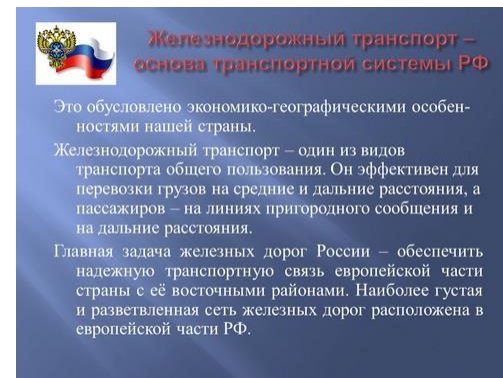 Железнодорожный транспорт –
основа транспортной системы РФ
Это обусловлено экономико-географическими особен-
ностями нашей страны.
Железнодорожный транспорт – один из видов
транспорта общего пользования. Он эффективен для
перевозки грузов на средние и дальние расстояния, а
пассажиров – на линиях пригородного сообщения и
на дальние расстояния.
Главная задача железных дорог России – обеспечить
надежную транспортную связь европейской части
страны с её восточными районами. Наиболее густая
и разветвленная сеть железных дорог расположена в
европейской части РФ.